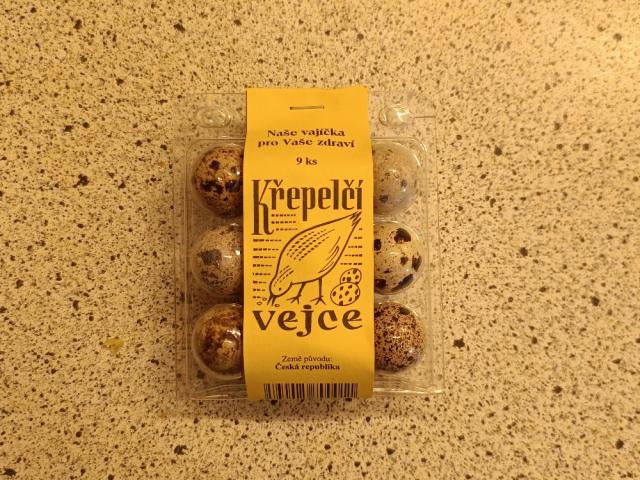 Naše vajíčka
pro Vaše zdraví
9 ks
Křepelčí
vejce
Země původu:
Česká republika